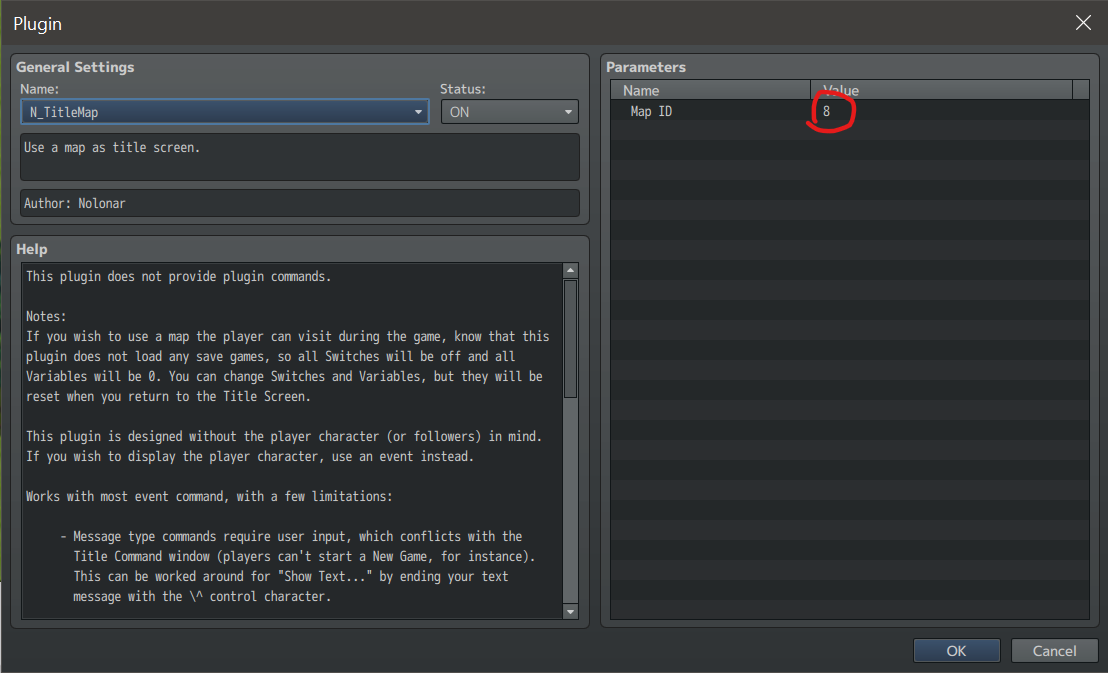 Plugin
General Settings
Name:
Status:
N_TitleMap
ON
Use a map as title screen.
Author: Nolonar
Help
This plugin does not provide plugin commands.
Notes:
If you wish to use a map the player can visit during the game, know that this
plugin does not load any save games, so all Switches will be off and all
Variables will be 0. You can change Switches and Variables, but they will be
reset when you return to the Title Screen.
This plugin is designed without the player character (or followers) in mind.
If you wish to display the player character, use an event instead.
Works with most event command, with a few limitations:
- Message type commands require user input, which conflicts with the
Title Command window (players can't start a New Game, for instance).
This can be worked around for "Show Text..." by ending your text
message with the \^ control character.
Parameters
Name
Value
Map ID
8
OK
Cancel